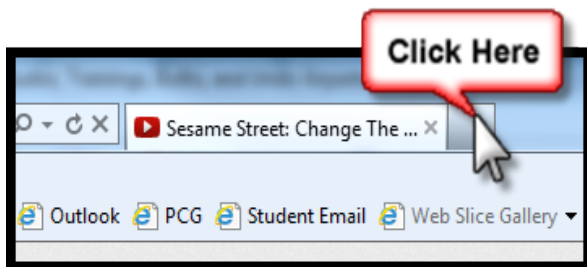 Click Here
Sesame Street: Change The ...
Outlook PCG Student Email Web Slice Gallery